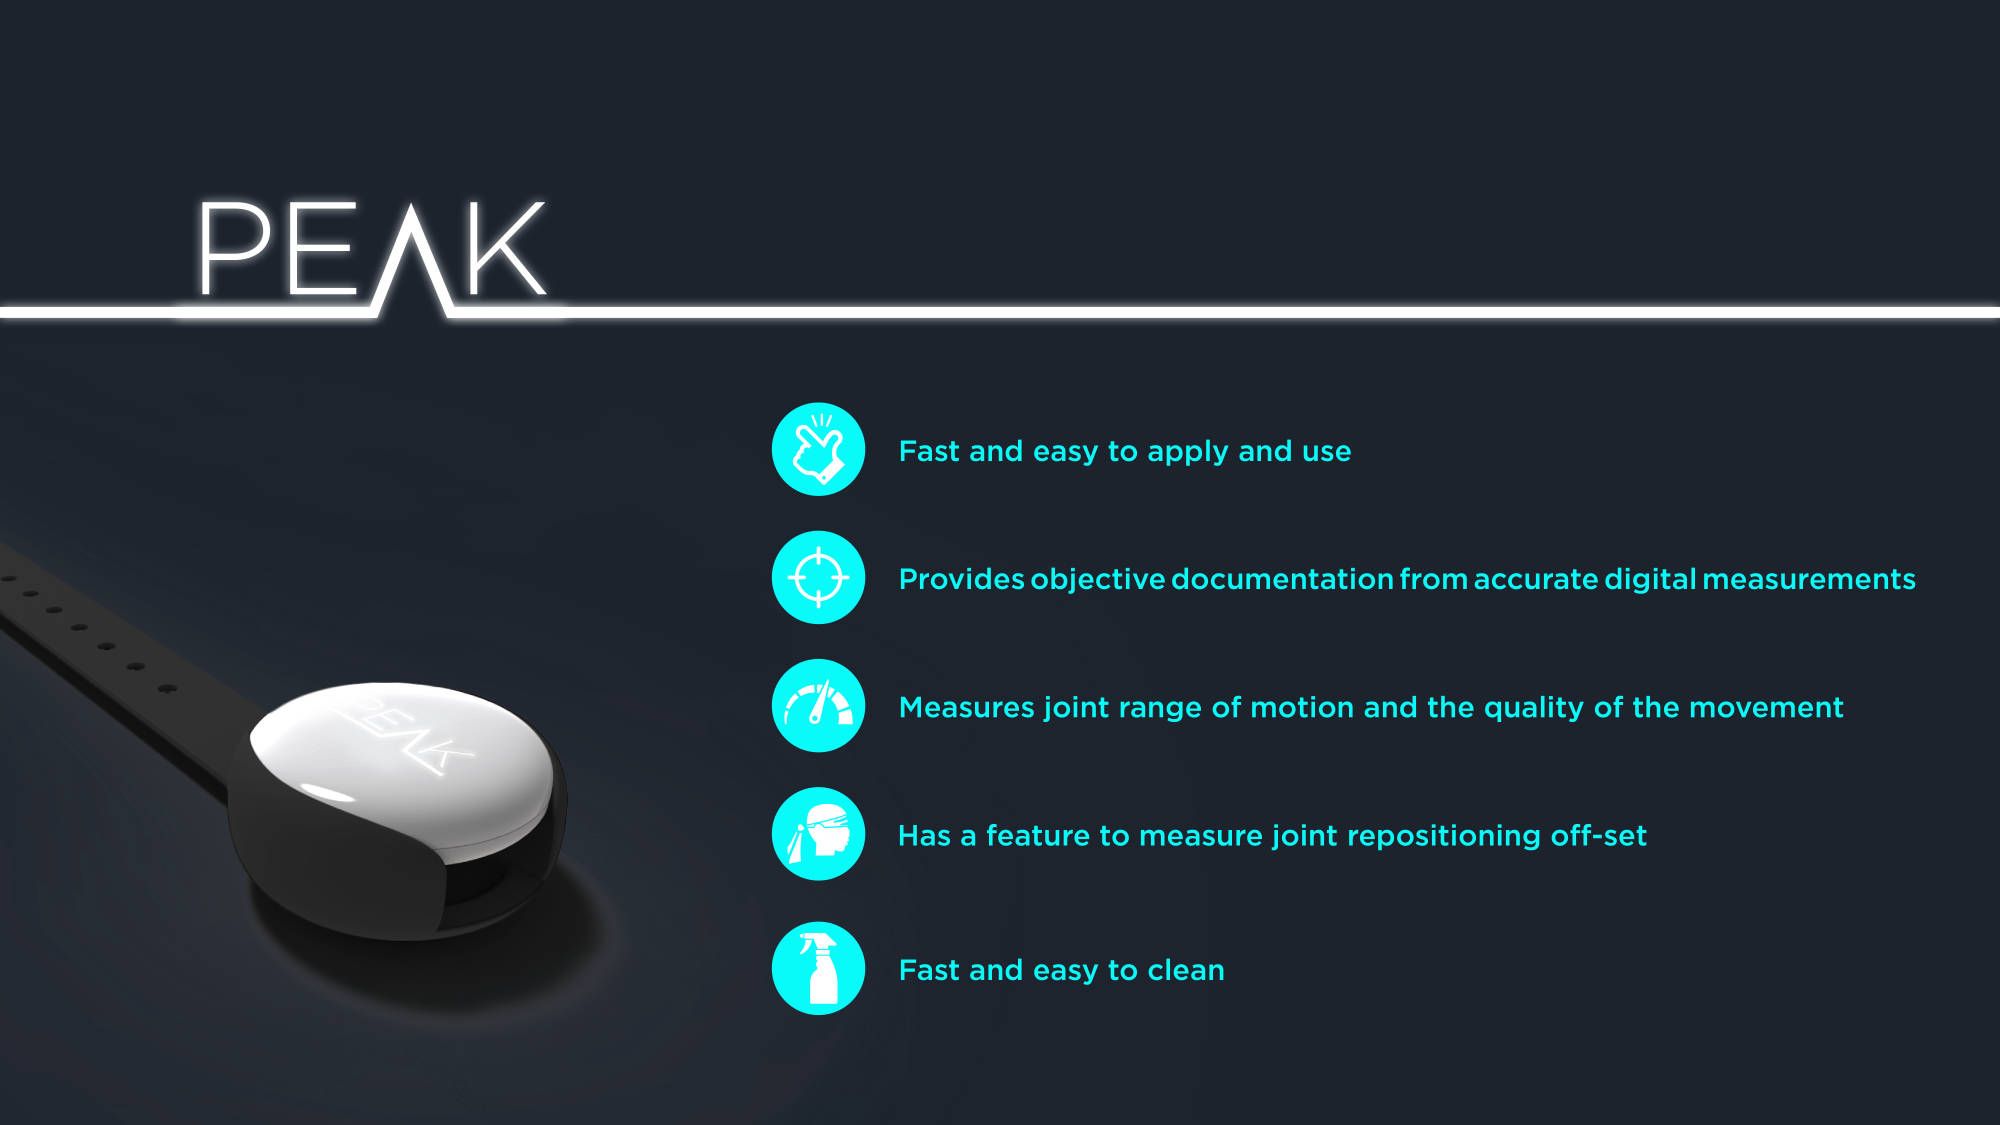 PEAK
Fast and easy to apply and use
Provides objective documentation from accurate digital measurements
Measures joint range of motion and the quality of the movement
Has a feature to measure joint repositioning off-set
Fast and easy to clean
PEAK